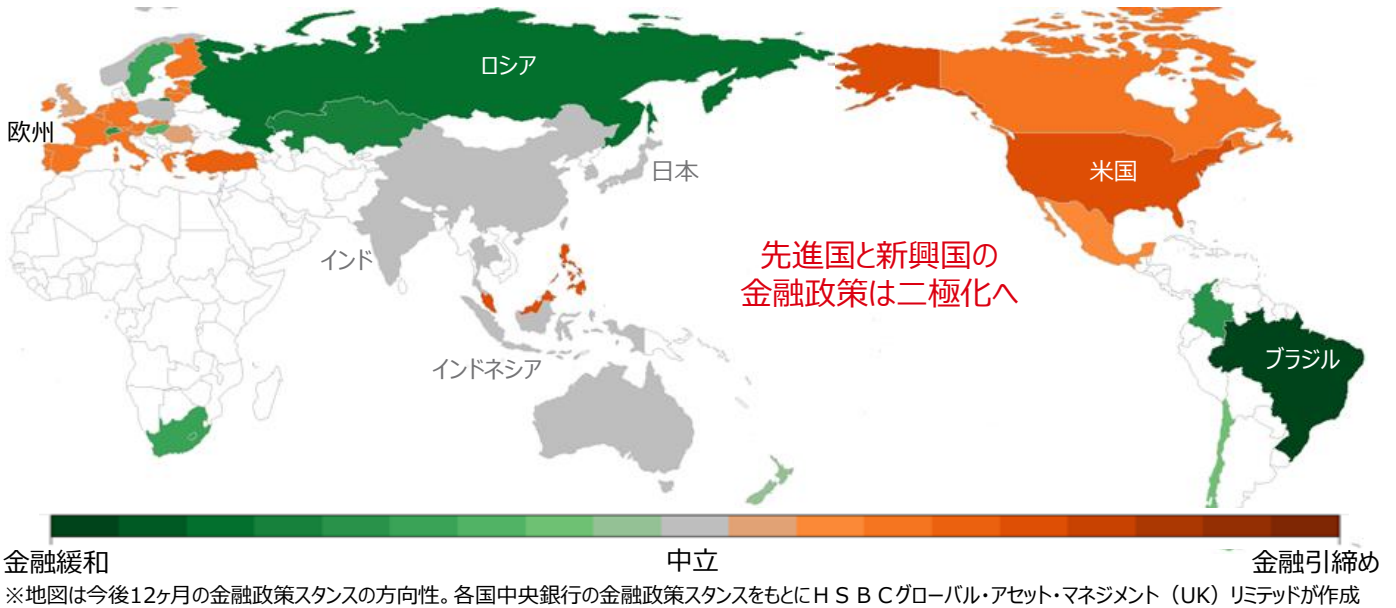 ロシア
欧州
日本
米国
インド
先進国と新興国の
金融政策は二極化へ
インドネシア
ブラジル
金融緩和
中立
金融引締め
※地図は今後12ヶ月の金融政策スタンスの方向性。各国中央銀行の金融政策スタンスをもとにＨＳＢＣグローバル・アセット・マネジメント（UK）リミテッドが作成